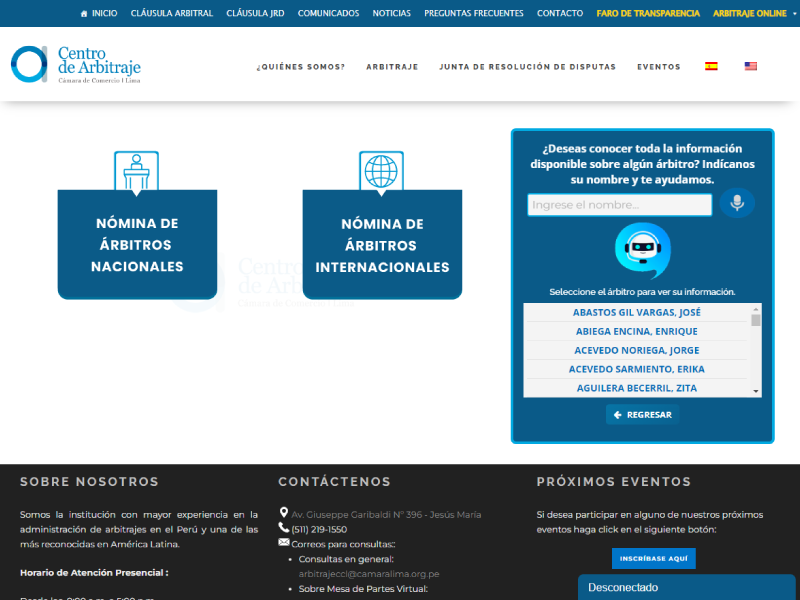 INICIO CLÁUSULA ARBITRAL CLÁUSULA JRD COMUNICADOS NOTICIAS PREGUNTAS FRECUENTES CONTACTO FARO DE TRANSPARENCIA ARBITRAJE ONLINE
Centro
de Arbitraje
Cámara de Comercio | Lima
¿QUIÉNES SOMOS? ARBITRAJE JUNTA DE RESOLUCIÓN DE DISPUTAS EVENTOS
NÓMINA DE
ÁRBITROS
NACIONALES
NÓMINA DE
ÁRBITROS
INTERNACIONALES
¿Deseas conocer toda la información
disponible sobre algún árbitro? Indícanos
su nombre y te ayudamos.
Ingrese el nombre...
Seleccione el árbitro para ver su información.
ABASTOS GIL VARGAS, JOSÉ
ABIEGA ENCINA, ENRIQUE
ACEVEDO NORIEGA, JORGE
ACEVEDO SARMIENTO, ERIKA
AGUILERA BECERRIL, ZITA
REGRESAR
SOBRE NOSOTROS
Somos la institución con mayor experiencia en la
administración de arbitrajes en el Perú y una de las
más reconocidas en América Latina.
Horario de Atención Presencial :
CONTÁCTENOS
Av. Giuseppe Garibaldi N° 396 - Jesús María
(511) 219-1550
Correos para consultas::
Consultas en general:
arbitrajeccl@camaralima.org.pe
Sobre Mesa de Partes Virtual:
PRÓXIMOS EVENTOS
Si desea participar en alguno de nuestros próximos
eventos haga click en el siguiente botón:
INSCRÍBASE AQUÍ
Desconectado